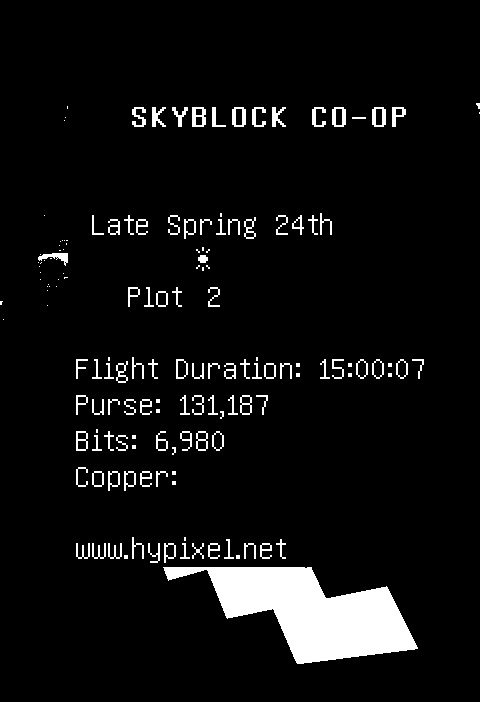 SKYBLOCK CO-OP
Late Spring 24th
Plot 2
Flight Duration: 15:00:07
Purse: 131,187
Bits: 6,980
Copper:
www.hypixel.net